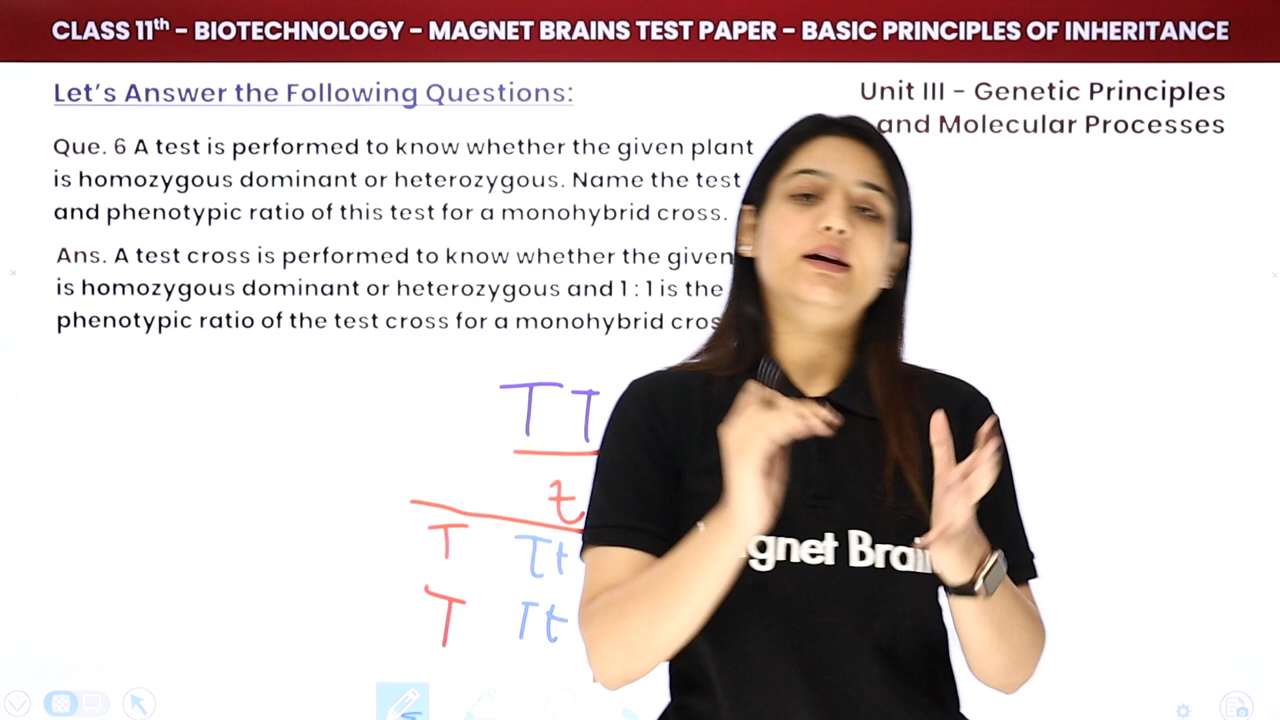 CLASS 11th – BIOTECHNOLOGY – MAGNET BRAINS TEST PAPER – BASIC PRINCIPLES OF INHERITANCE
Let's Answer the Following Questions:
Unit III – Genetic Principles
and Molecular Processes
Que. 6 A test is performed to know whether the given plant
is homozygous dominant or heterozygous. Name the test
and phenotypic ratio of this test for a monohybrid cross.
Ans. A test cross is performed to know whether the given
is homozygous dominant or heterozygous and 1 : 1 is the
phenotypic ratio of the test cross for a monohybrid
TT
t
T Tt
T Tt